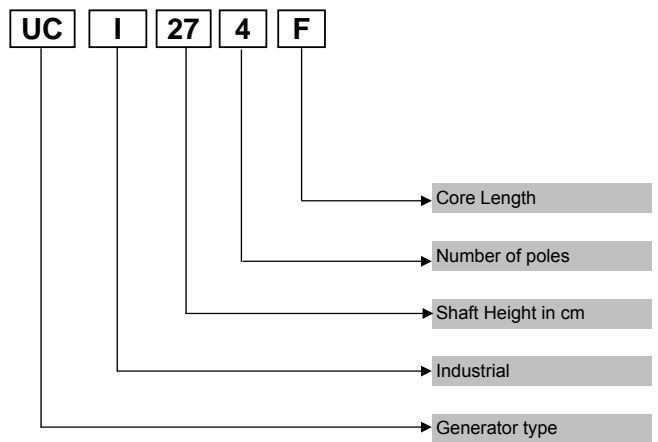 UC I 27 4 F
Core Length
Number of poles
Shaft Height in cm
Industrial
Generator type